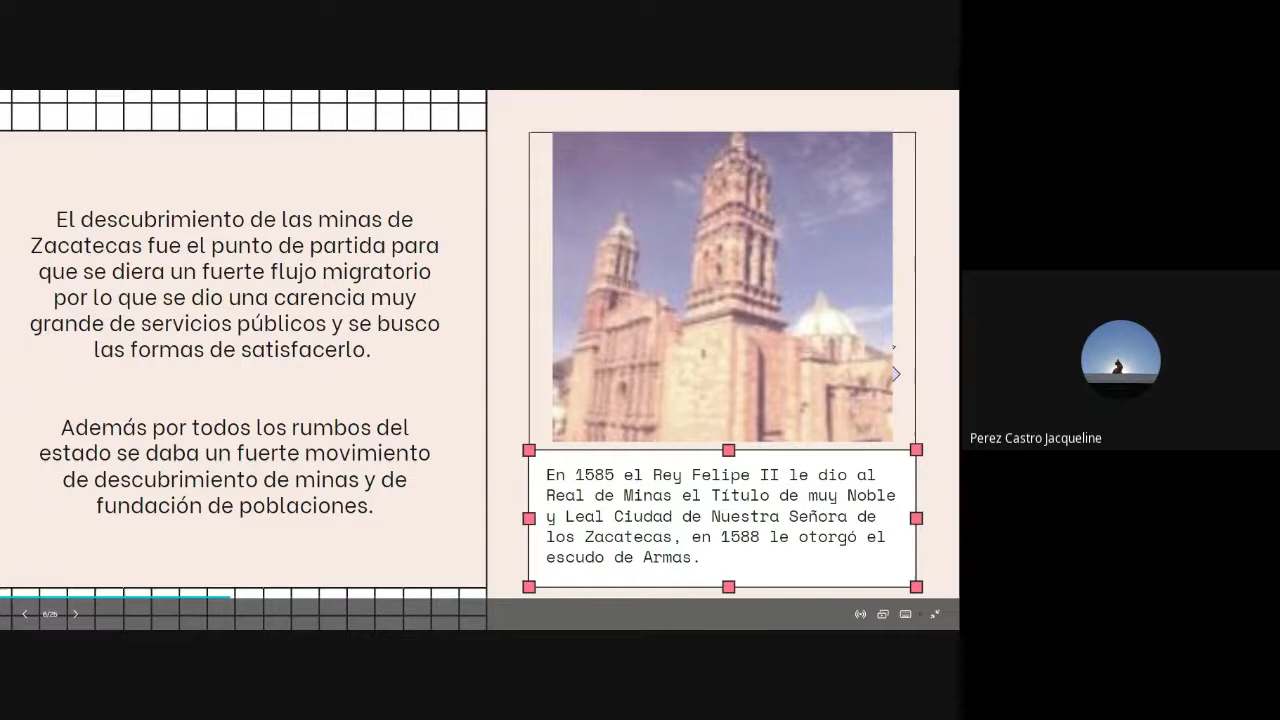 El descubrimiento de las minas de
Zacatecas fue el punto de partida para
que se diera un fuerte flujo migratorio
por lo que se dio una carencia muy
grande de servicios públicos y se busco
las formas de satisfacerlo.
Además por todos los rumbos del
estado se daba un fuerte movimiento
de descubrimiento de minas y de
fundación de poblaciones.
En 1585 el Rey Felipe II le dio al
Real de Minas el Título de muy Noble
y Leal Ciudad de Nuestra Señora de
los Zacatecas, en 1588 le otorgó el
escudo de Armas.
6/25
Perez Castro Jacqueline